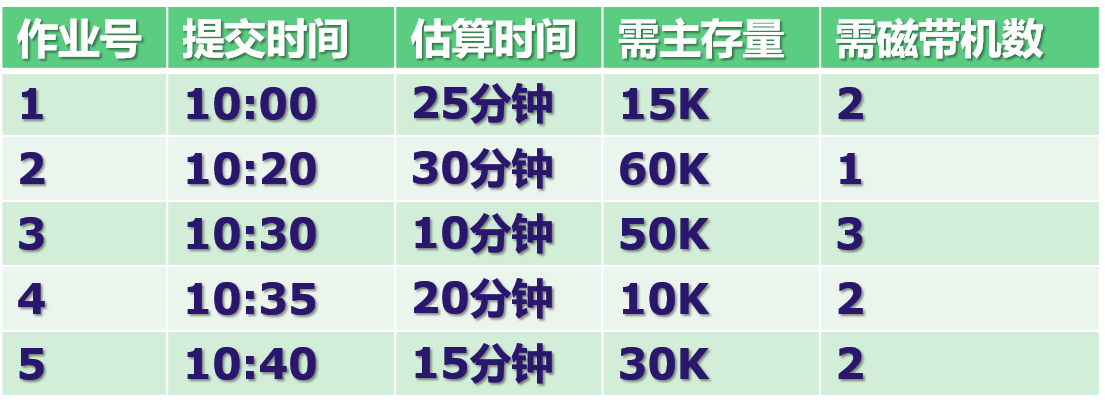 作业号 提交时间 估算时间 需主存量 需磁带机数
1 10:00 25分钟 15K 2
2 10:20 30分钟 60K 1
3 10:30 10分钟 50K 3
4 10:35 20分钟 10K 2
5 10:40 15分钟 30K 2